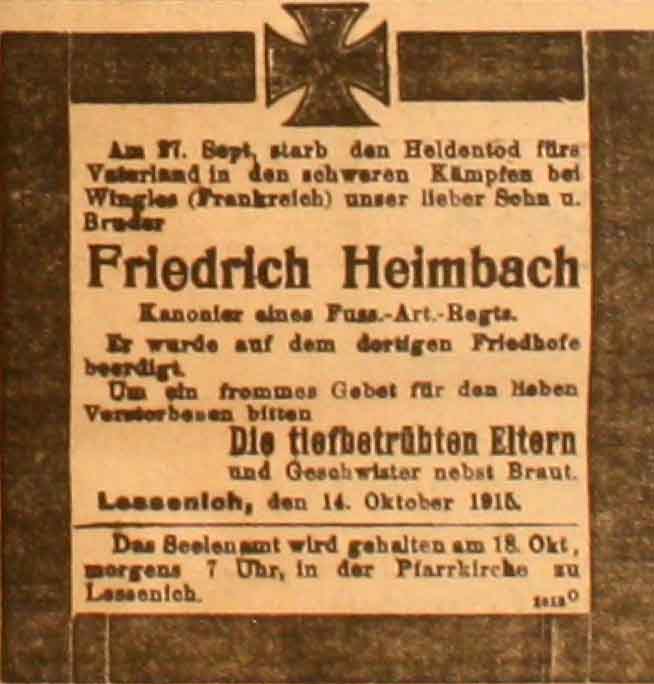 Am 27. Sept. starb den Heldentod fürs
Vaterland in den schweren Kämpfen bei
Wingles (Frankreich) unser lieber Sohn u.
Bruder
Friedrich Heimbach
Kanonier eines Fuss.-Art.-Regts.
Er wurde auf dem dortigen Friedhofe
beerdigt.
Um ein frommes Gebet für den lieben
Verstorbenen bitten
Die tiefbetrübten Eltern
und Geschwister nebst Braut.
Lessenich, den 14. Oktober 1915.
Das Seelenamt wird gehalten am 18. Okt,
morgens 7 Uhr, in der Pfarrkirche zu
Lessenich.